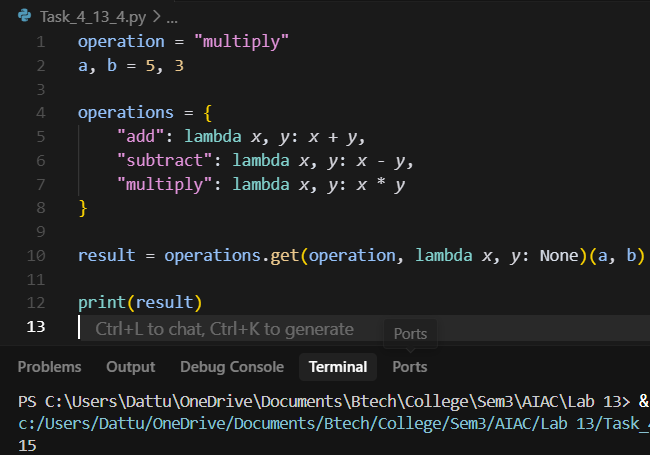 Task_4_13_4.py > ...
1 operation = "multiply"
2 a, b = 5, 3
3
4 operations = {
5 "add": lambda x, y: x + y,
6 "subtract": lambda x, y: x - y,
7 "multiply": lambda x, y: x * y
8 }
9
10 result = operations.get(operation, lambda x, y: None)(a, b)
11
12 print(result)
13 Ctrl+L to chat, Ctrl+K to generate
Ports
Problems Output Debug Console Terminal Ports
PS C:\Users\Dattu\OneDrive\Documents\Btech\College\Sem3\AIAC\Lab 13> &
c:/Users/Dattu/OneDrive/Documents/Btech/College/Sem3/AIAC/Lab 13/Task_
15